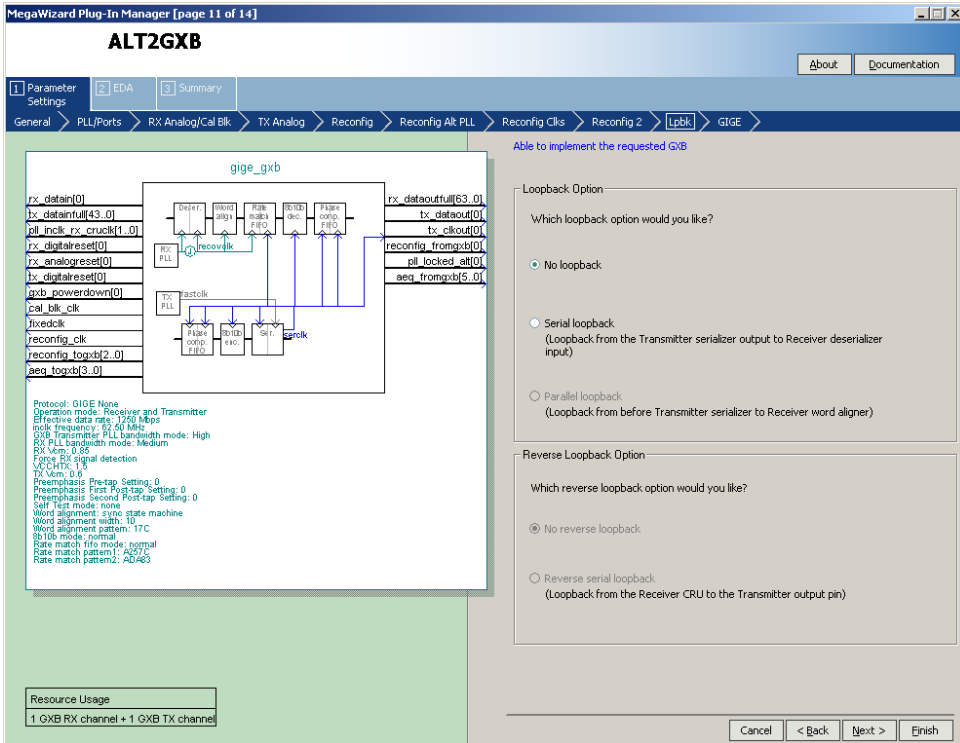 MegaWizard Plug-In Manager [page 11 of 14]
ALT2GXB
About
Documentation
1 Parameter Settings
2 EDA
3 Summary
General
PLL/Ports
RX Analog/Cal Blk
TX Analog
Reconfig
Reconfig Alt PLL
Reconfig Clks
Reconfig 2
Lpbk
GIGE
Able to implement the requested GXB
gige_gxb
rx_datain[0]
tx_datainfull[43..0]
pll_inclk_rx_cruclk[1..0]
rx_digitalreset[0]
rx_analogreset[0]
tx_digitalreset[0]
gxb_powerdown[0]
cal_blk_clk
fixedclk
reconfig_clk
reconfig_togxb[2..0]
aeq_togxb[3..0]
Deser.
Word align
Rate match FIFO
8b10b dec.
Phase comp. FIFO
RX PLL
recovclk
TX PLL
fastclk
Phase comp. FIFO
8b10b enc.
Ser.
serclk
rx_dataoutfull[63..0]
tx_dataout[0]
tx_clkout[0]
reconfig_fromgxb[0]
pll_locked_alt[0]
aeq_fromgxb[5..0]
Protocol: GIGE None
Operation mode: Receiver and Transmitter
Effective data rate: 1250 Mbps
inclk frequency: 62.50 MHz
GXB Transmitter PLL bandwidth mode: High
RX PLL bandwidth mode: Medium
RX Vcm: 0.85
Force RX signal detection
VCCHTX: 1.5
TX Vcm: 0.6
Preemphasis Pre-tap Setting: 0
Preemphasis First Post-tap Setting: 0
Preemphasis Second Post-tap Setting: 0
Self Test mode: none
Word alignment: sync state machine
Word alignment width: 10
Word alignment pattern: 17C
8b10b mode: normal
Rate match fifo mode: normal
Rate match pattern1: A257C
Rate match pattern2: ADA83
Resource Usage
1 GXB RX channel + 1 GXB TX channel
Loopback Option
Which loopback option would you like?
No loopback
Serial loopback
(Loopback from the Transmitter serializer output to Receiver deserializer
input)
Parallel loopback
(Loopback from before Transmitter serializer to Receiver word aligner)
Reverse Loopback Option
Which reverse loopback option would you like?
No reverse loopback
Reverse serial loopback
(Loopback from the Receiver CRU to the Transmitter output pin)
Cancel
< Back
Next >
Finish